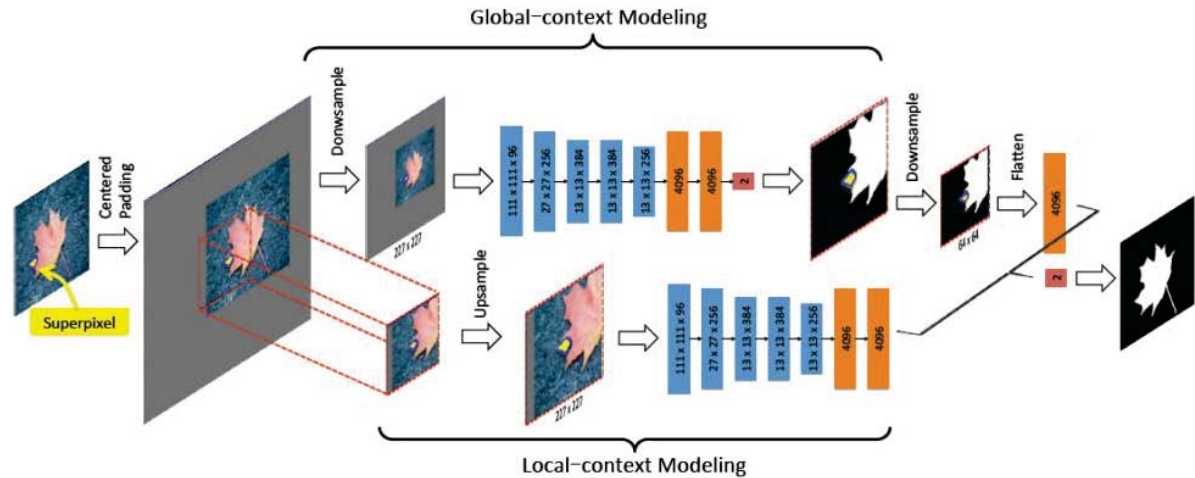 Global-context Modeling
Superpixel
Centered
Padding
Donwsample
227 x 227
111 x 111 x 96
27 x 27 x 256
13 x 13 x 384
13 x 13 x 384
13 x 13 x 256
4096
4096
2
Downsample
64 x 64
Flatten
4096
2
Upsample
227 x 227
111 x 111 x 96
27 x 27 x 256
13 x 13 x 384
13 x 13 x 384
13 x 13 x 256
4096
4096
Local-context Modeling